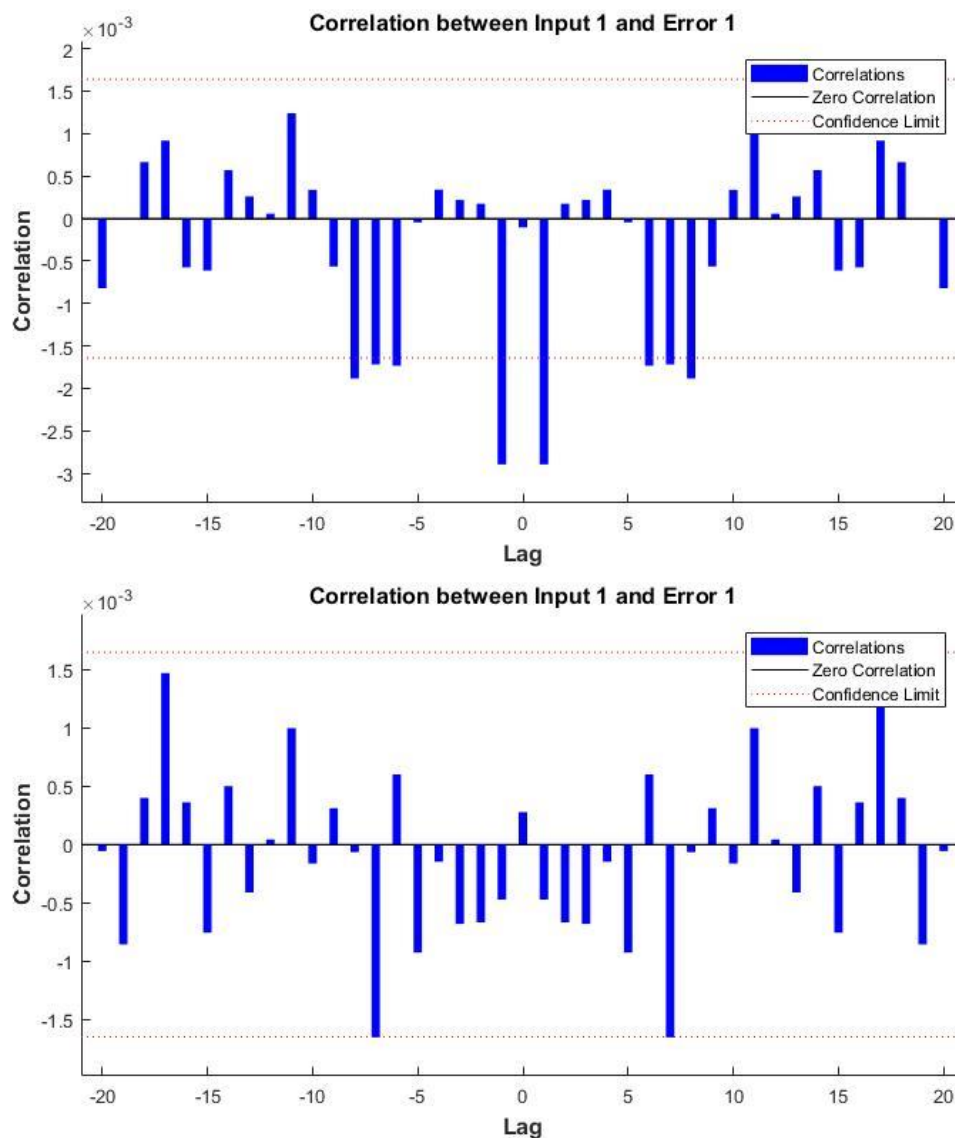 ×10⁻³
Correlation between Input 1 and Error 1
2
1.5
1
0.5
0
-0.5
-1
-1.5
-2
-2.5
-3
Correlation
Correlations
Zero Correlation
Confidence Limit
-20 -15 -10 -5 0 5 10 15 20
Lag
×10⁻³
Correlation between Input 1 and Error 1
1.5
1
0.5
0
-0.5
-1
-1.5
Correlation
Correlations
Zero Correlation
Confidence Limit
-20 -15 -10 -5 0 5 10 15 20
Lag